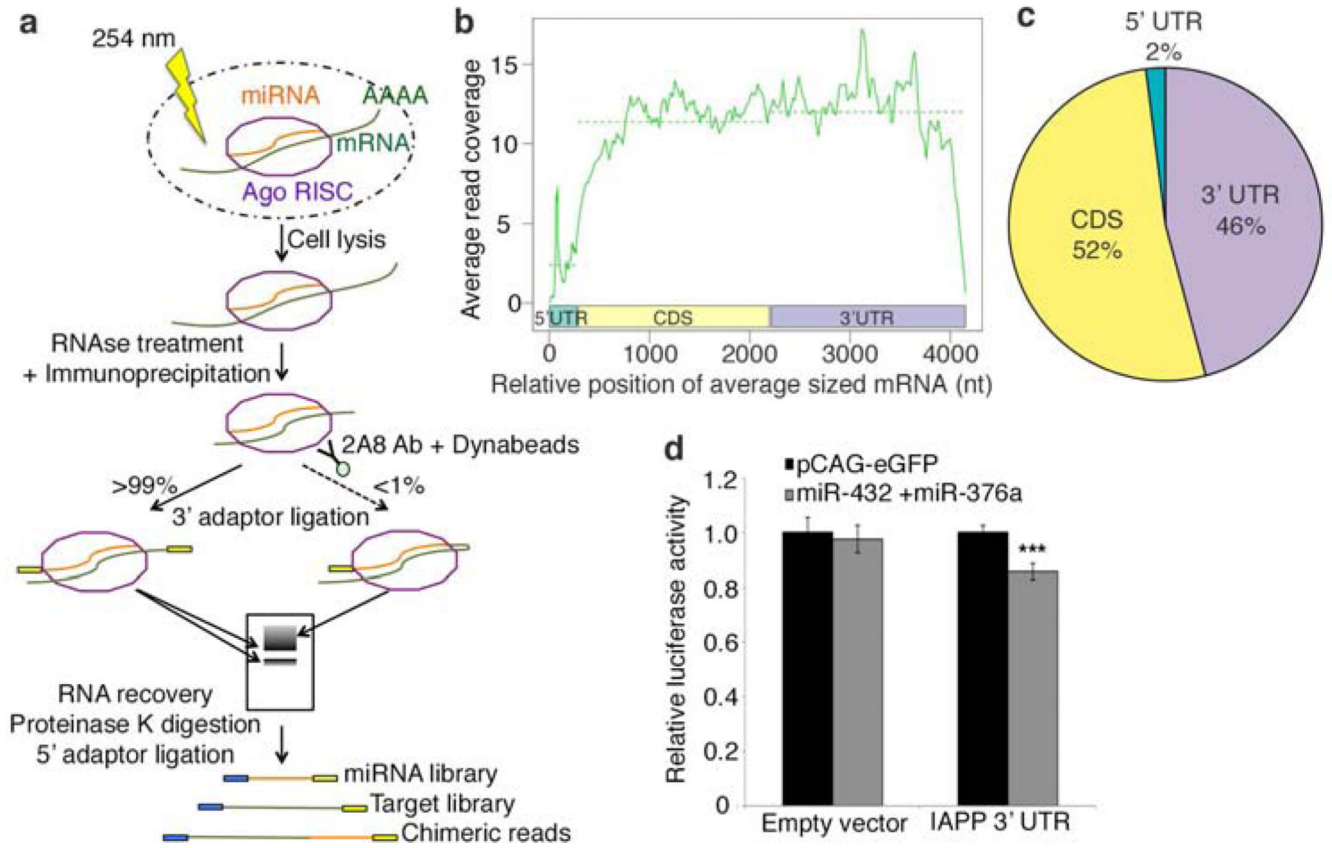 a
254 nm
miRNA
AAAA
mRNA
Ago RISC
Cell lysis
RNAse treatment
+ Immunoprecipitation
2A8 Ab + Dynabeads
>99%
<1%
3’ adaptor ligation
RNA recovery
Proteinase K digestion
5’ adaptor ligation
miRNA library
Target library
Chimeric reads
b
Average read coverage
15
10
5
0
5'UTR
CDS
3'UTR
0
1000
2000
3000
4000
Relative position of average sized mRNA (nt)
c
5’ UTR
2%
CDS
52%
3’ UTR
46%
d
pCAG-eGFP
miR-432 +miR-376a
Relative luciferase activity
1.2
1.0
0.8
0.6
0.4
0.2
0
***
Empty vector
IAPP 3’ UTR